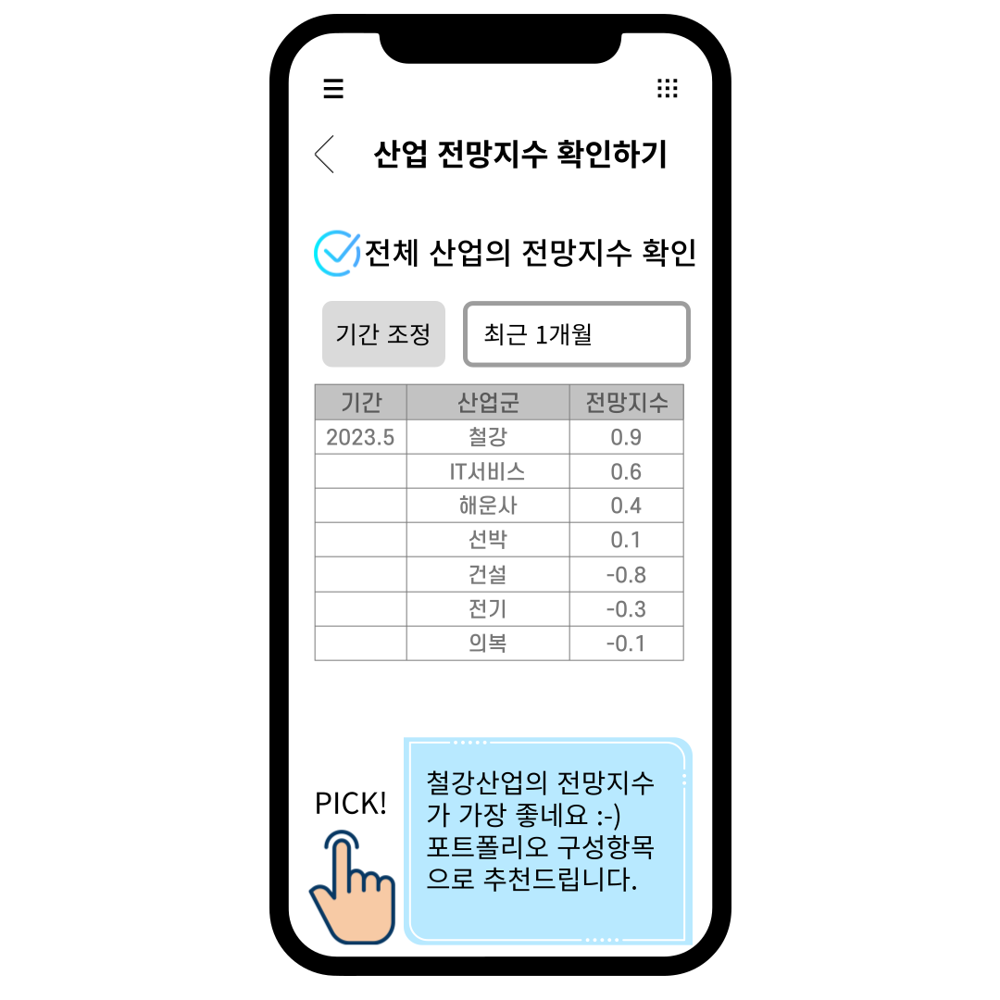 산업 전망지수 확인하기
전체 산업의 전망지수 확인
기간 조정 최근 1개월
기간 산업군 전망지수
2023.5 철강 0.9
IT서비스 0.6
해운사 0.4
선박 0.1
건설 -0.8
전기 -0.3
의복 -0.1
PICK!
철강산업의 전망지수
가 가장 좋네요 :-)
포트폴리오 구성항목
으로 추천드립니다.